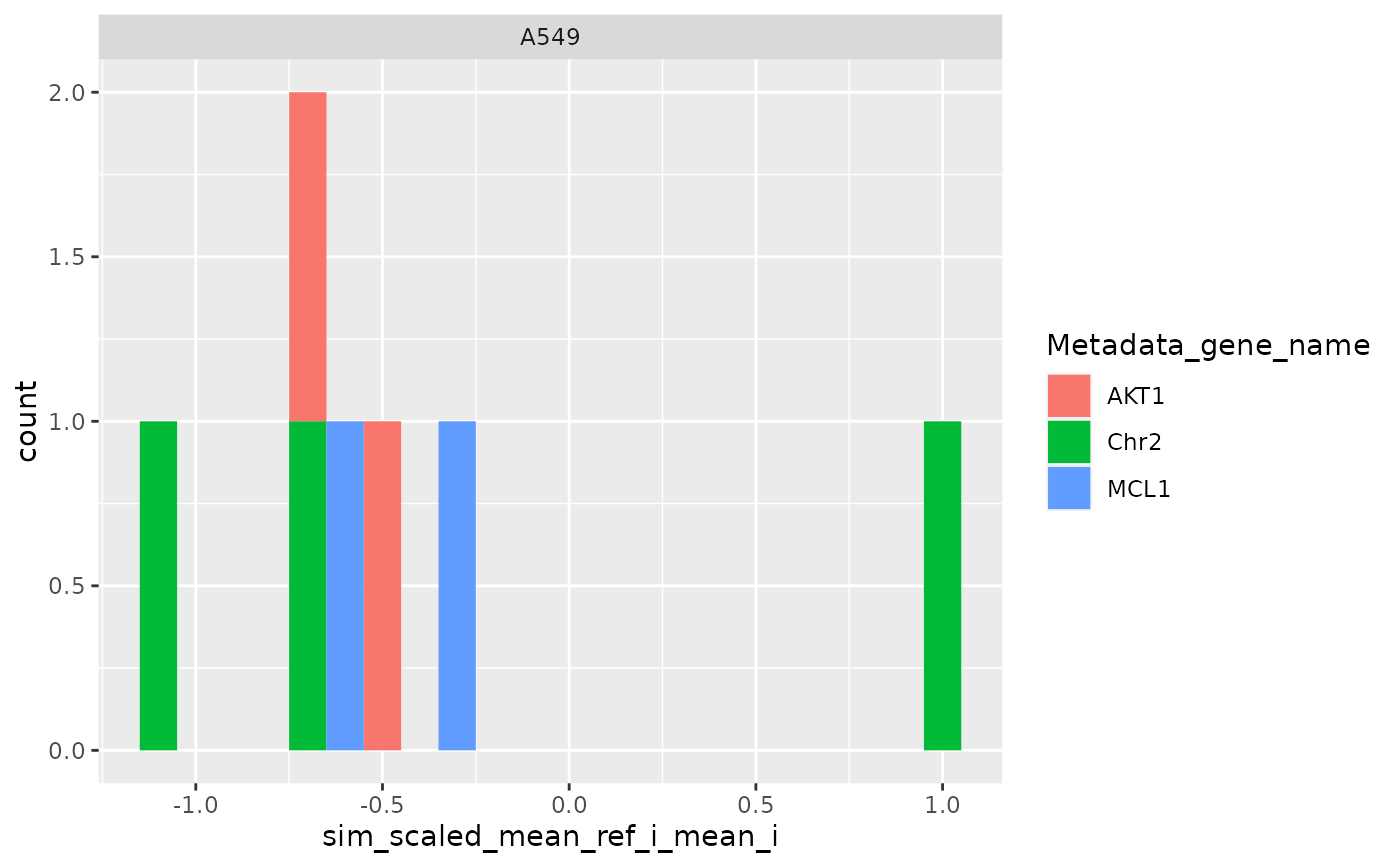 A549
2.0
1.5
1.0
0.5
0.0
count
-1.0 -0.5 0.0 0.5 1.0
sim_scaled_mean_ref_i_mean_i
Metadata_gene_name
AKT1
Chr2
MCL1